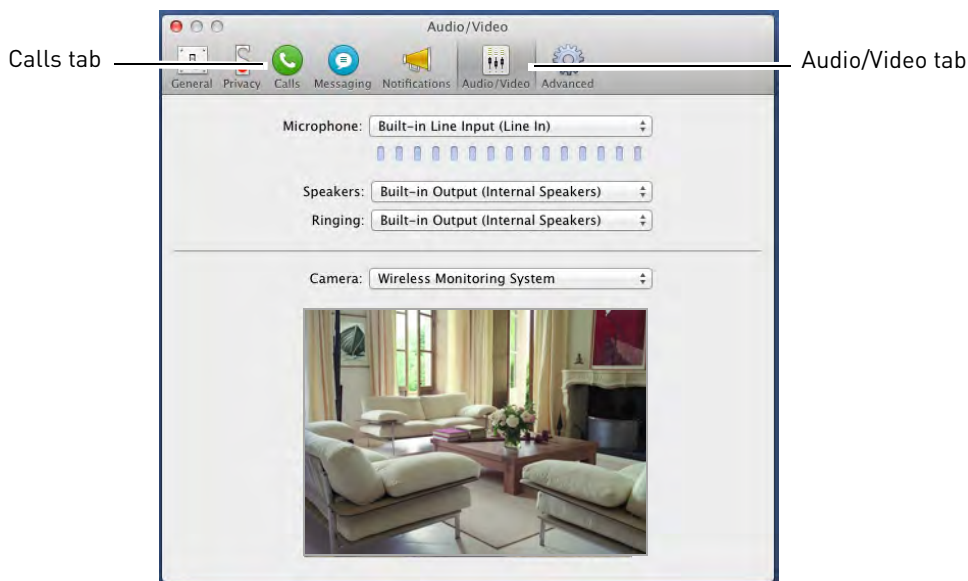 Audio/Video
Calls tab
Audio/Video tab
General Privacy Calls Messaging Notifications Audio/Video Advanced
Microphone: Built-in Line Input (Line In)
Speakers: Built-in Output (Internal Speakers)
Ringing: Built-in Output (Internal Speakers)
Camera: Wireless Monitoring System